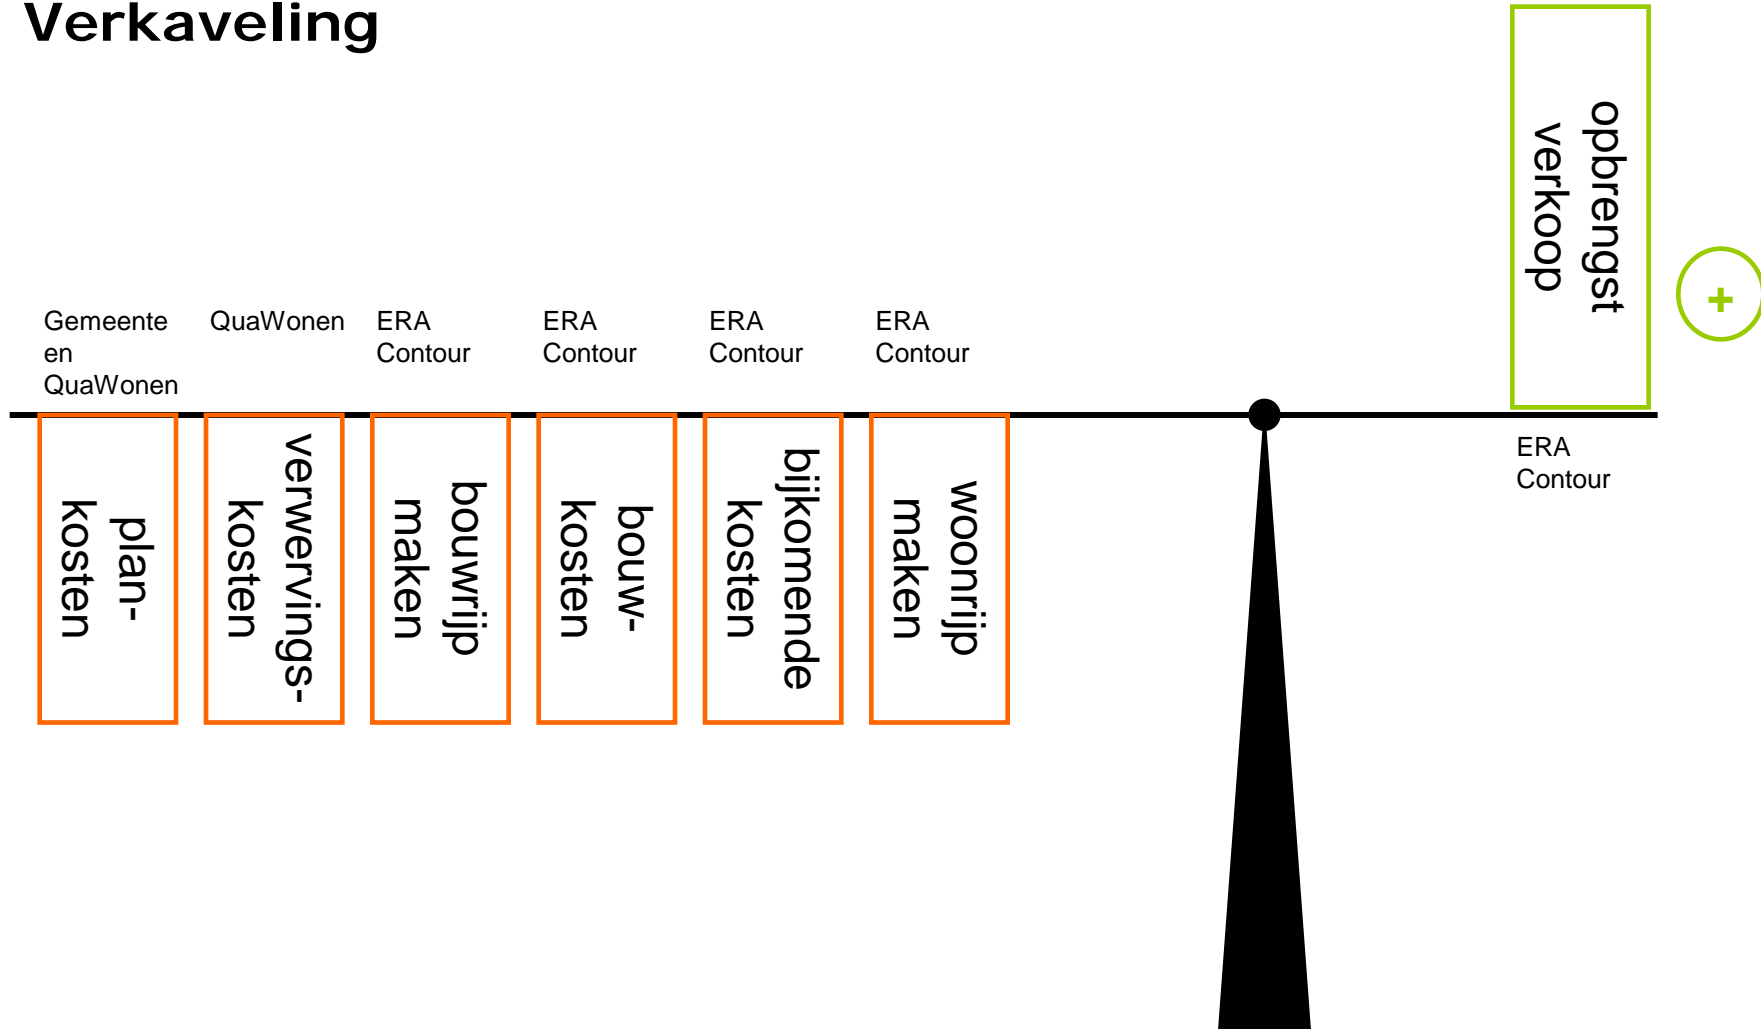 Verkaveling
opbrengst
verkoop
+
Gemeente
en
QuaWonen
QuaWonen
ERA
Contour
ERA
Contour
ERA
Contour
ERA
Contour
plan-
kosten
verwervings-
kosten
bouwrijp
maken
bouw-
kosten
bijkomende
kosten
woonrijp
maken
ERA
Contour